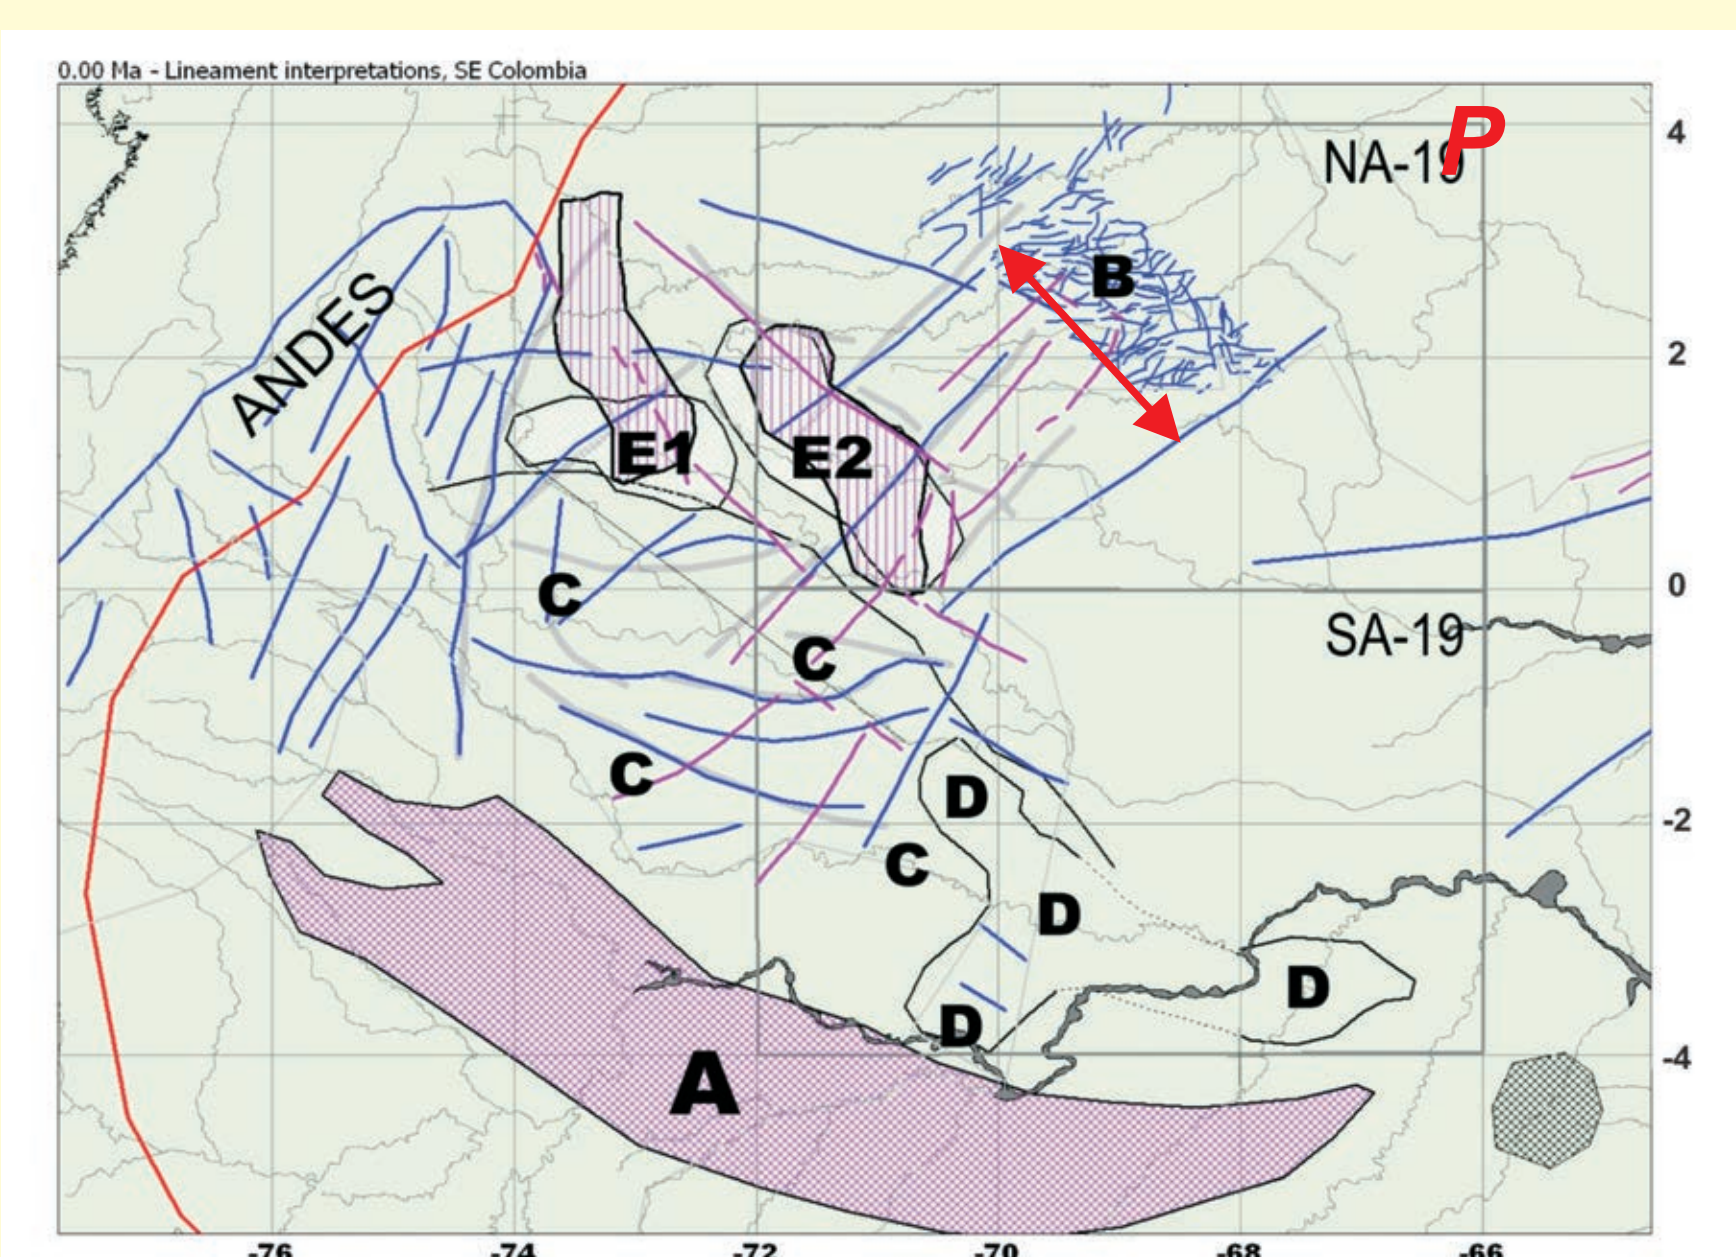 0.00 Ma - Lineament interpretations, SE Colombia
P
4
NA-19
B
ANDES
2
E1
E2
C
0
SA-19
C
C
D
-2
C
D
D
D
A
-4
-76
-74
-72
-70
-68
-66